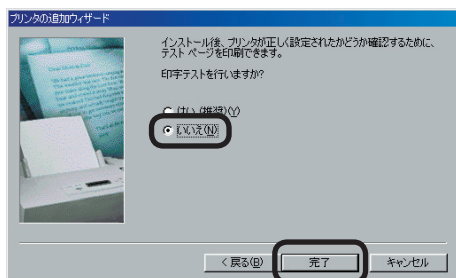 プリンタの追加ウィザード
インストール後、プリンタが正しく設定されたかどうか確認するために、
テスト ページを印刷できます。
印字テストを行いますか?
はい (推奨)(Y)
いいえ(N)
< 戻る(B)
完了
キャンセル